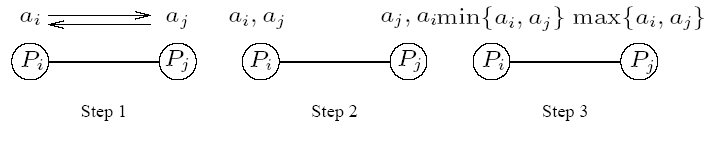 a_i a_j a_i, a_j a_j, a_i min{a_i, a_j} max{a_i, a_j}
P_i P_j P_i P_j P_i P_j
Step 1 Step 2 Step 3